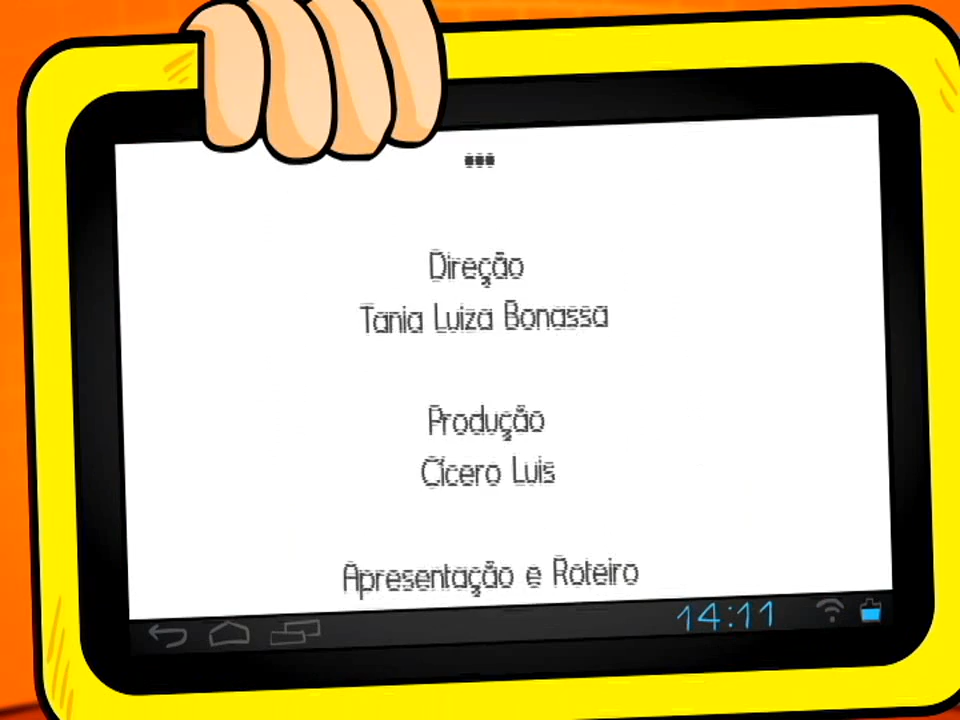 ...
Direção
Tania Luiza Bonassa
Produção
Cícero Luis
Apresentação e Roteiro
14:11